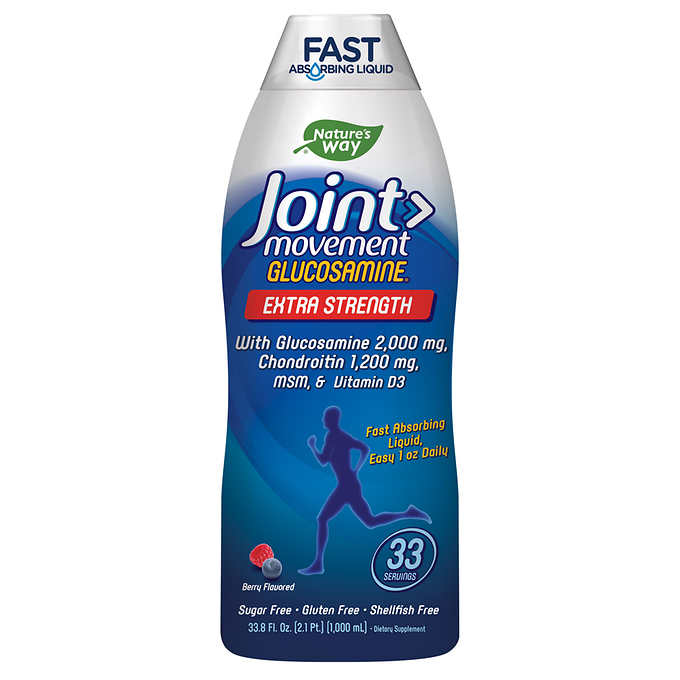 FAST
ABSORBING LIQUID
Nature's
Way®
Joint
movement
GLUCOSAMINE®
EXTRA STRENGTH
With Glucosamine 2,000 mg,
Chondroitin 1,200 mg,
MSM, & Vitamin D3
Fast Absorbing
Liquid,
Easy 1 oz Daily
33
SERVINGS
Berry Flavored
Sugar Free • Gluten Free • Shellfish Free
33.8 Fl. Oz. (2.1 Pt.) (1,000 mL) - Dietary Supplement